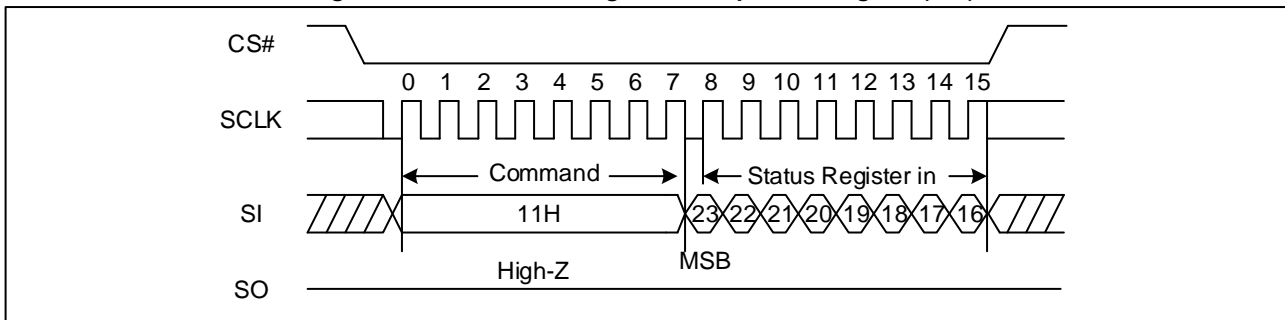 CS#
0 1 2 3 4 5 6 7 8 9 10 11 12 13 14 15
SCLK
Command
Status Register in
SI
11H
23 22 21 20 19 18 17 16
High-Z
MSB
SO